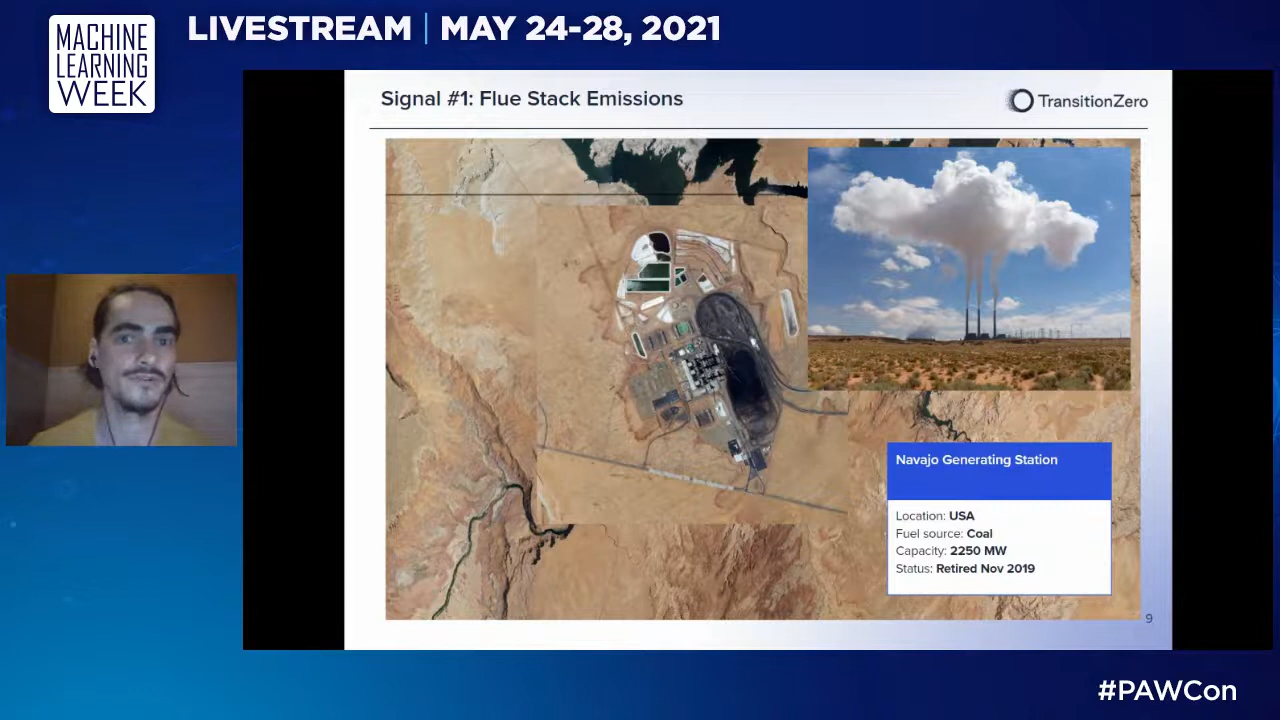 MACHINE
LEARNING
WEEK
LIVESTREAM | MAY 24-28, 2021
Signal #1: Flue Stack Emissions
TransitionZero
Navajo Generating Station
Location: USA
Fuel source: Coal
Capacity: 2250 MW
Status: Retired Nov 2019
9
#PAWCon